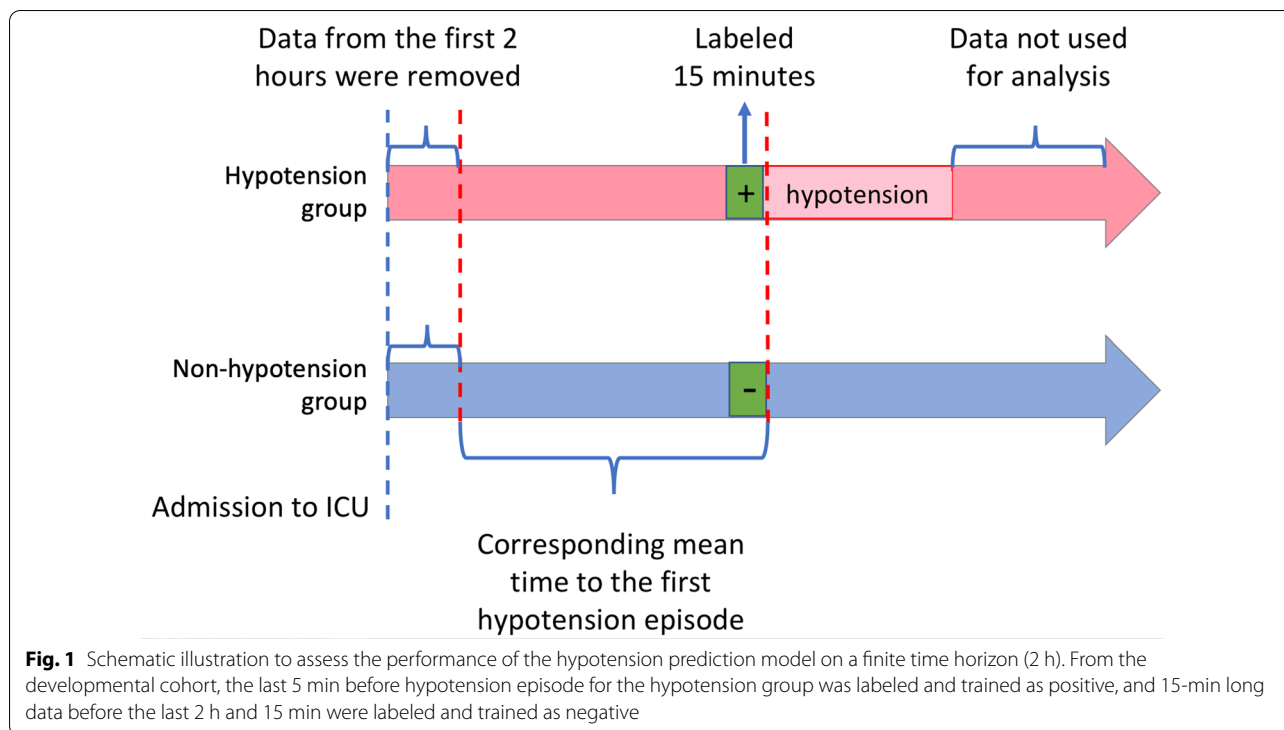 Data from the first 2
hours were removed
Labeled
15 minutes
Data not used
for analysis
Hypotension
group
+
hypotension
Non-hypotension
group
-
Admission to ICU
Corresponding mean
time to the first
hypotension episode
Fig. 1 Schematic illustration to assess the performance of the hypotension prediction model on a finite time horizon (2 h). From the
developmental cohort, the last 5 min before hypotension episode for the hypotension group was labeled and trained as positive, and 15-min long
data before the last 2 h and 15 min were labeled and trained as negative